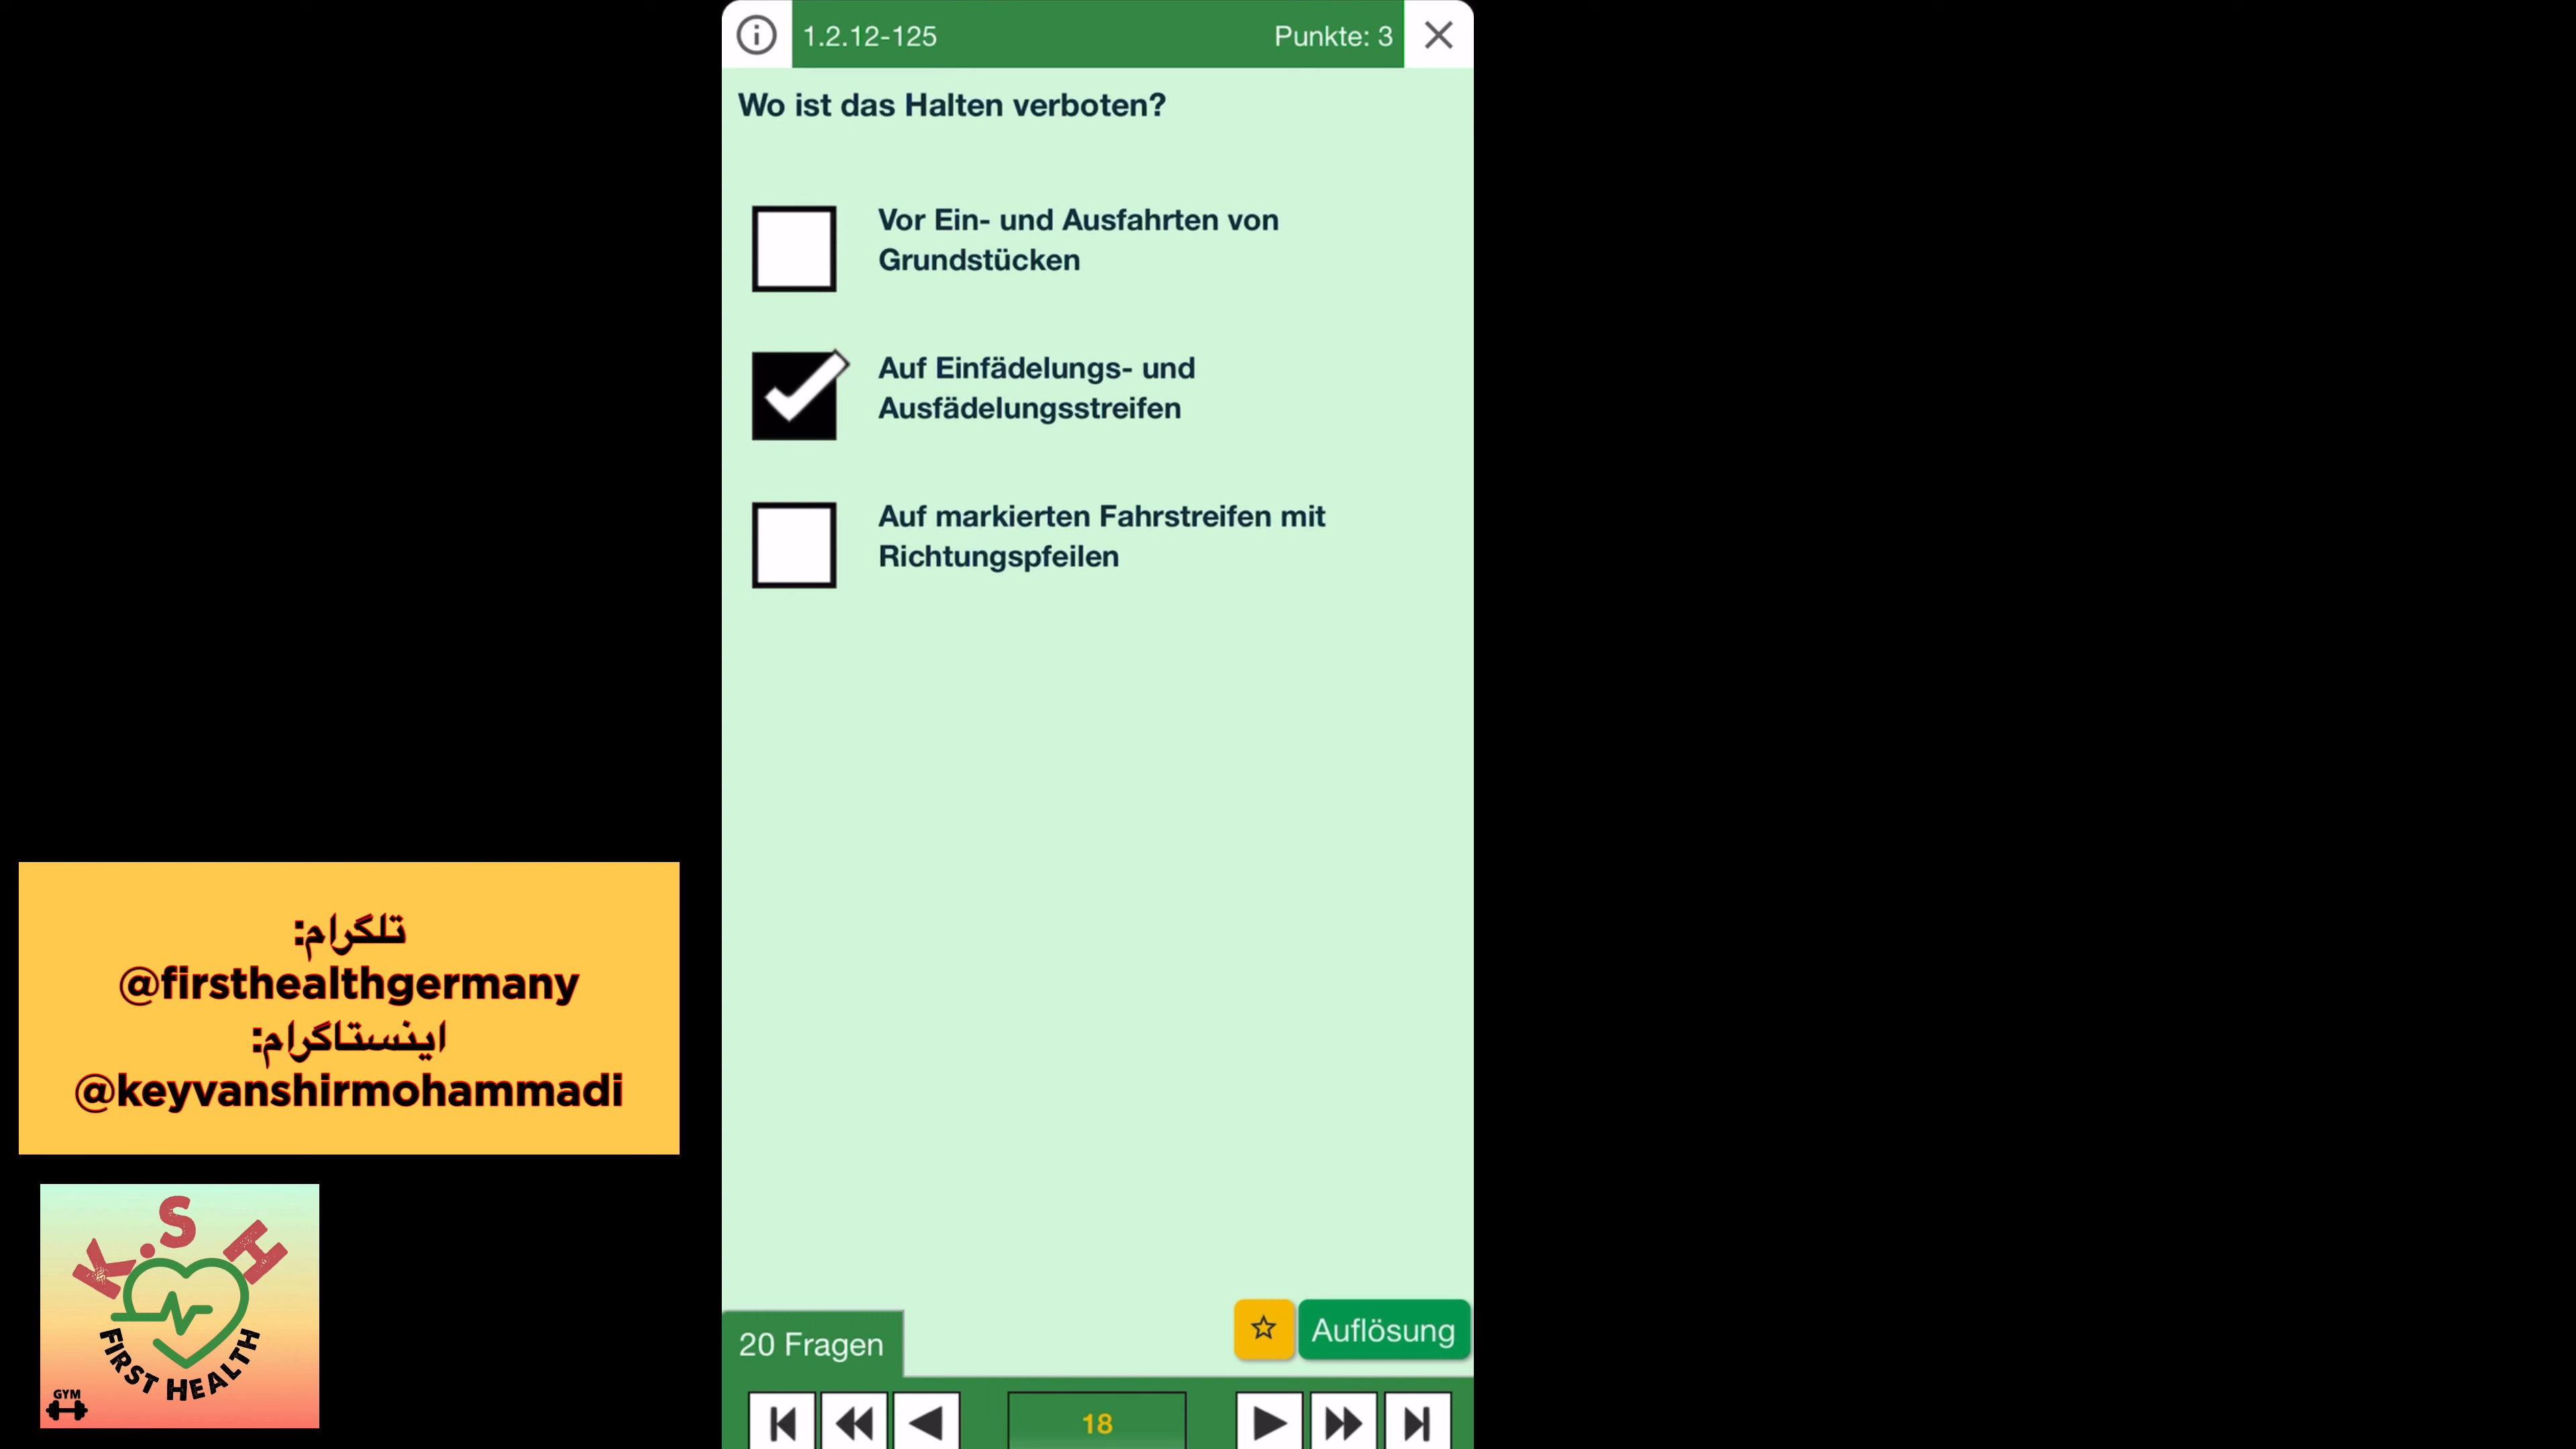 1.2.12-125
Punkte: 3
Wo ist das Halten verboten?
Vor Ein- und Ausfahrten von
Grundstücken
Auf Einfädelungs- und
Ausfädelungsstreifen
Auf markierten Fahrstreifen mit
Richtungspfeilen
تلگرام:
@firsthealthgermany
اینستاگرام:
@keyvanshirmohammadi
K.SH
FIRST HEALTH
GYM
20 Fragen
Auflösung
18